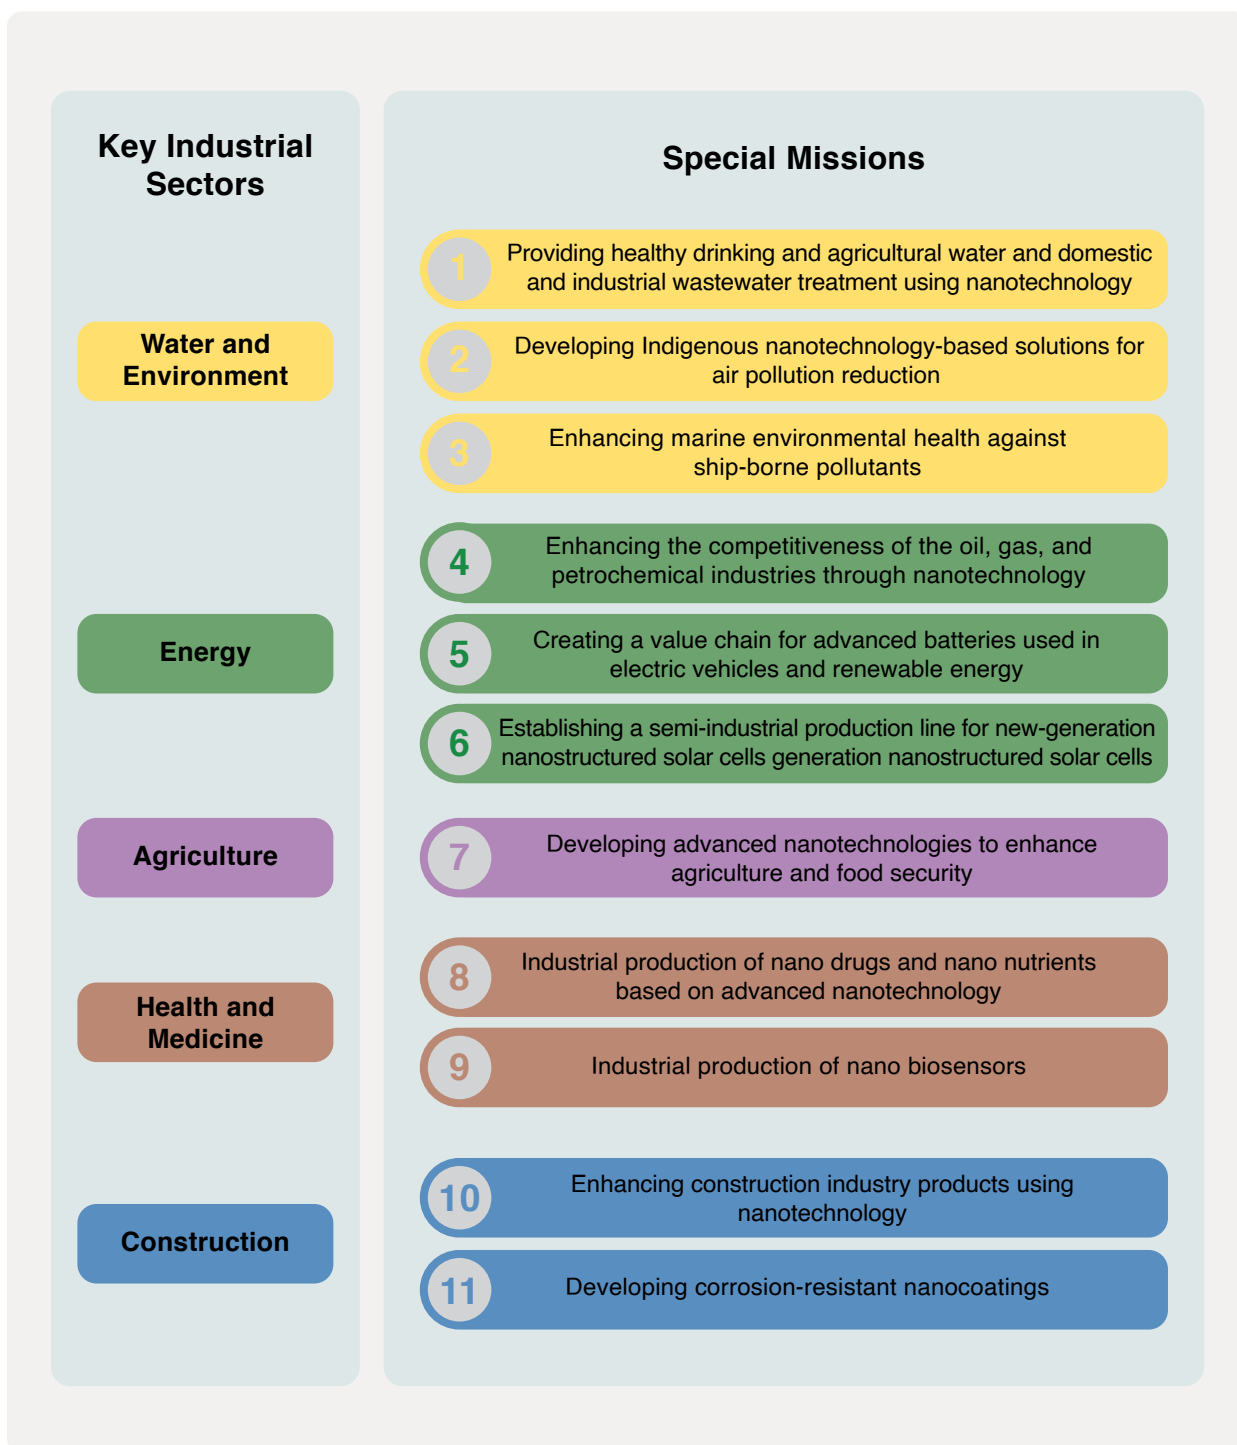 Key Industrial
Sectors
Special Missions
1
Providing healthy drinking and agricultural water and domestic
and industrial wastewater treatment using nanotechnology
Water and
Environment
2
Developing Indigenous nanotechnology-based solutions for
air pollution reduction
3
Enhancing marine environmental health against
ship-borne pollutants
4
Enhancing the competitiveness of the oil, gas, and
petrochemical industries through nanotechnology
Energy
5
Creating a value chain for advanced batteries used in
electric vehicles and renewable energy
6
Establishing a semi-industrial production line for new-generation
nanostructured solar cells generation nanostructured solar cells
Agriculture
7
Developing advanced nanotechnologies to enhance
agriculture and food security
Health and
Medicine
8
Industrial production of nano drugs and nano nutrients
based on advanced nanotechnology
9
Industrial production of nano biosensors
Construction
10
Enhancing construction industry products using
nanotechnology
11
Developing corrosion-resistant nanocoatings